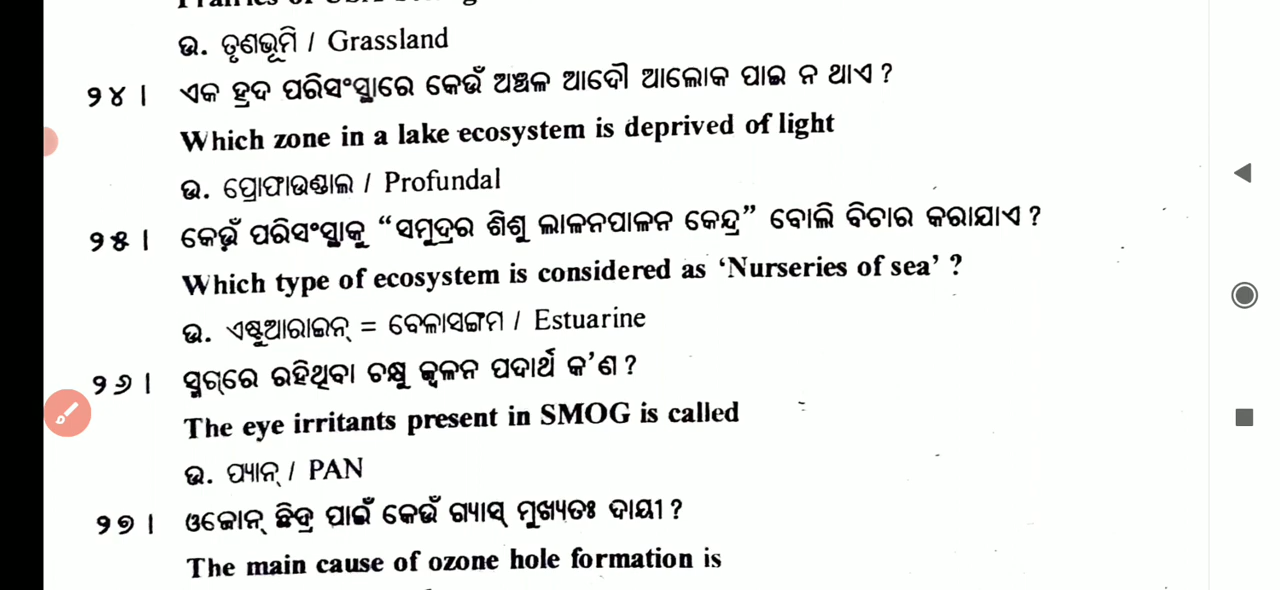 ଉ. ତୃଣଭୂମି / Grassland
୨୪। ଏକ ହ୍ରଦ ପରିସଂସ୍ଥାରେ କେଉଁ ଅଞ୍ଚଳ ଆଦୌ ଆଲୋକ ପାଇ ନ ଥାଏ ?
Which zone in a lake ecosystem is deprived of light
ଉ. ପ୍ରୋଫାଉଣ୍ଡାଲ / Profundal
୨୫। କେଉଁ ପରିସଂସ୍ଥାକୁ “ସମୁଦ୍ରର ଶିଶୁ ଲାଳନପାଳନ କେନ୍ଦ୍ର” ବୋଲି ବିଚାର କରାଯାଏ ?
Which type of ecosystem is considered as ‘Nurseries of sea’ ?
ଉ. ଏଷ୍ଟୁଆରାଇନ୍ = ବେଳାସଙ୍ଗମ / Estuarine
୨୬। ସ୍ମଗ୍‌ରେ ରହିଥିବା ଚକ୍ଷୁ ଜ୍ୱଳନ ପଦାର୍ଥ କ’ଣ ?
The eye irritants present in SMOG is called
ଉ. ପ୍ୟାନ୍ / PAN
୨୭। ଓଜୋନ୍ ଛିଦ୍ର ପାଇଁ କେଉଁ ଗ୍ୟାସ୍ ମୁଖ୍ୟତଃ ଦାୟୀ ?
The main cause of ozone hole formation is